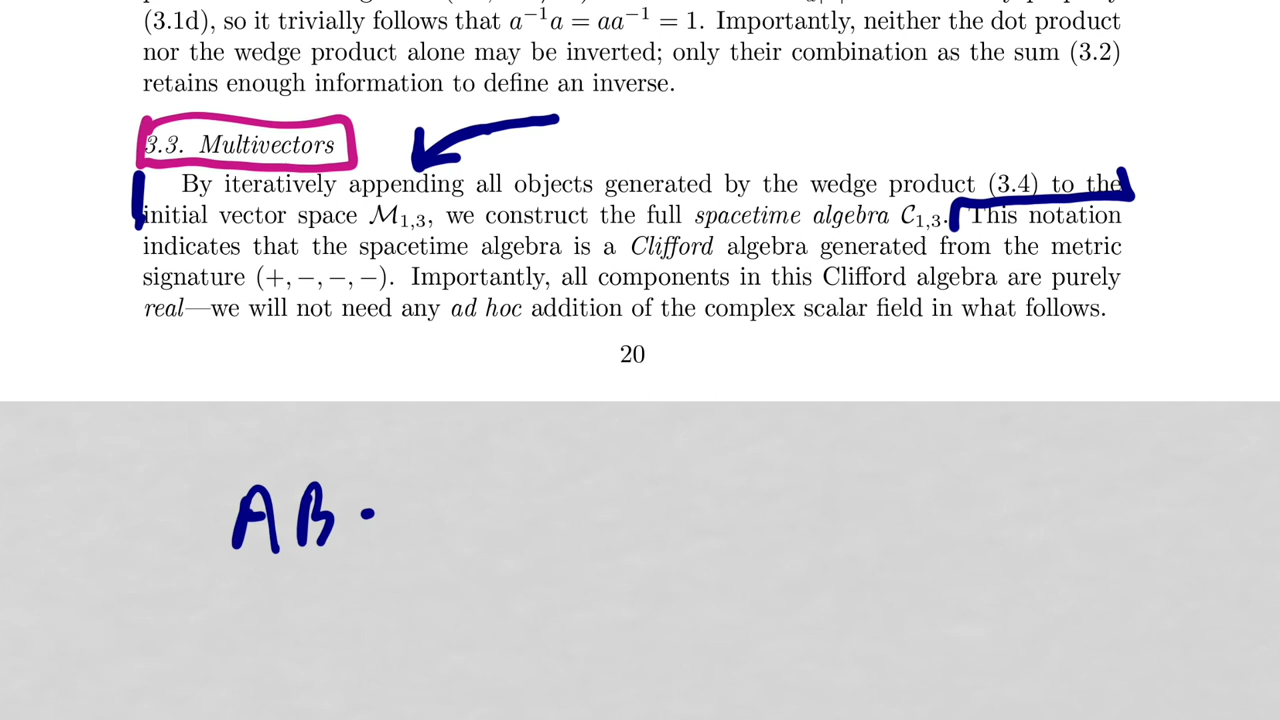 (3.1d), so it trivially follows that a⁻¹a = aa⁻¹ = 1. Importantly, neither the dot product
nor the wedge product alone may be inverted; only their combination as the sum (3.2)
retains enough information to define an inverse.
3.3. Multivectors
By iteratively appending all objects generated by the wedge product (3.4) to the
initial vector space ℳ₁,₃, we construct the full spacetime algebra 𝒞₁,₃. This notation
indicates that the spacetime algebra is a Clifford algebra generated from the metric
signature (+, −, −, −). Importantly, all components in this Clifford algebra are purely
real—we will not need any ad hoc addition of the complex scalar field in what follows.
20
AB ·